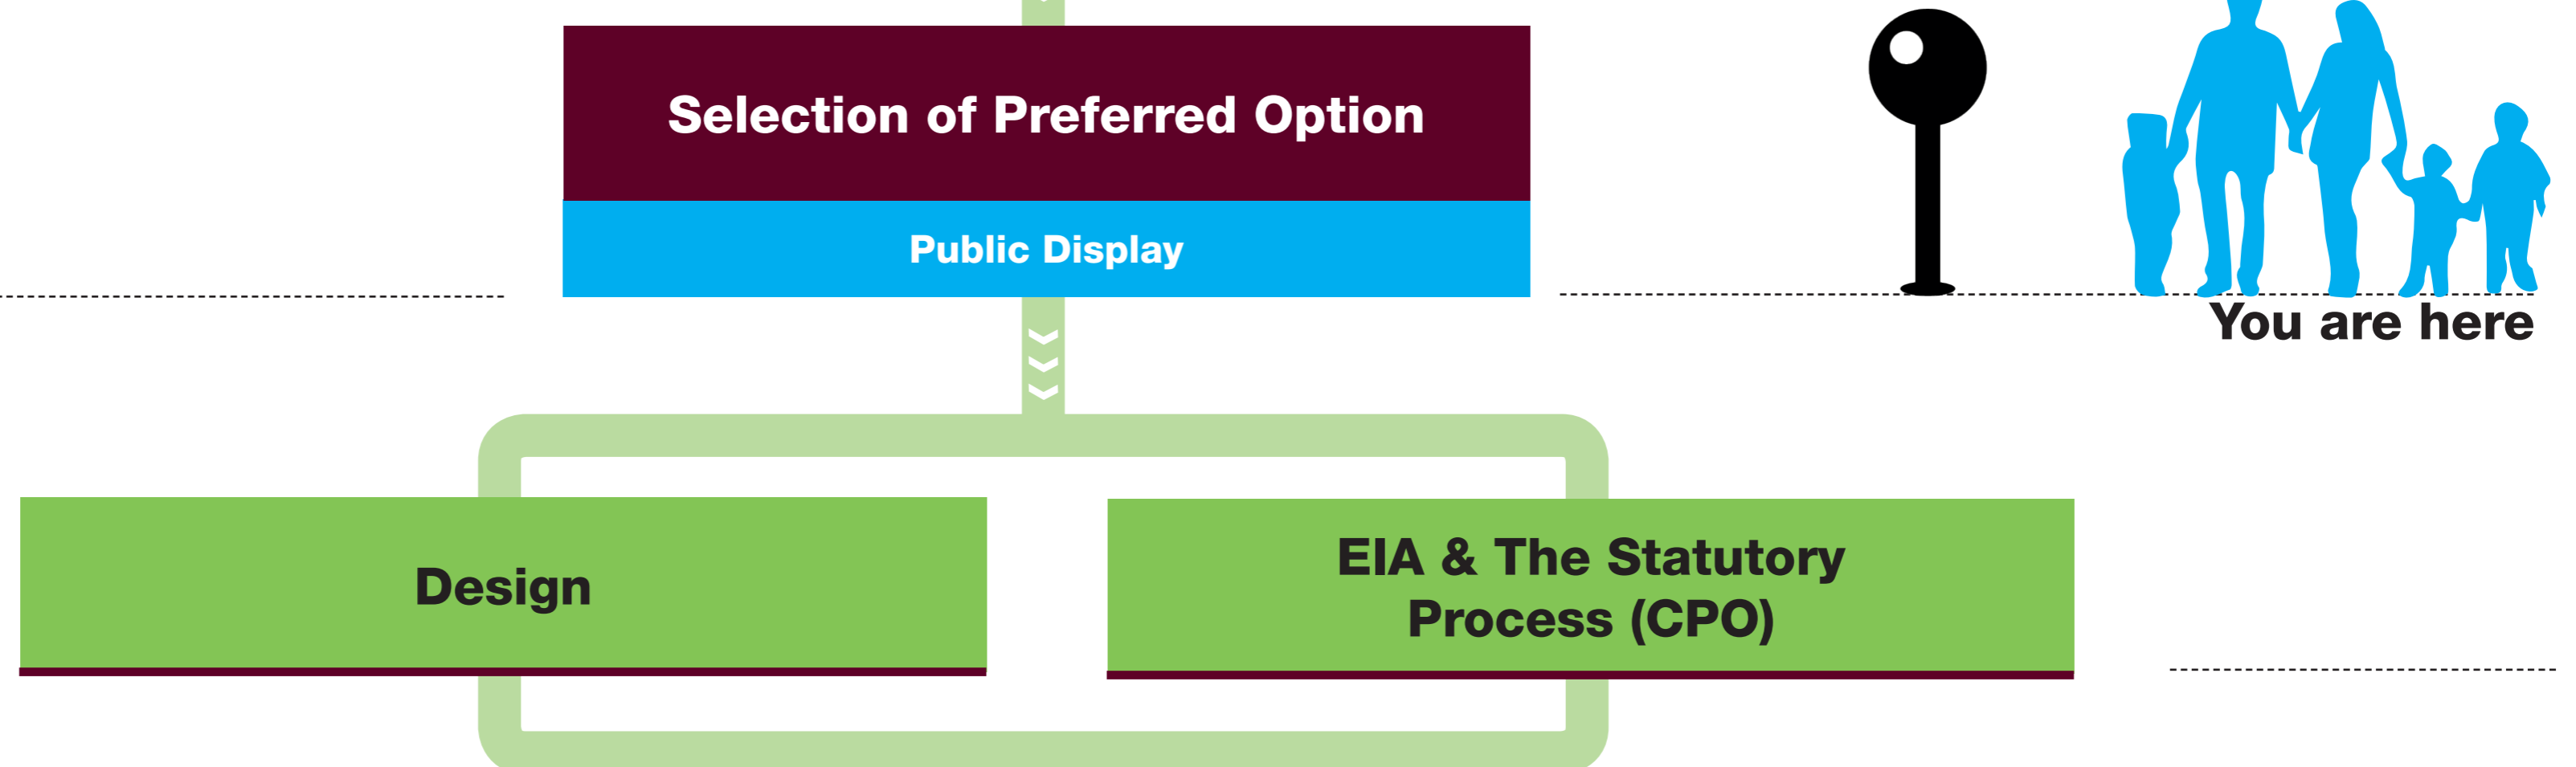 Selection of Preferred Option
Public Display
You are here
Design
EIA & The Statutory
Process (CPO)